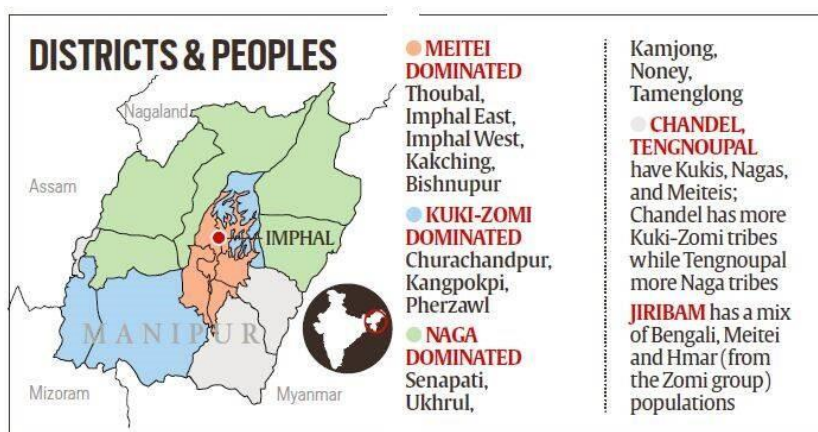 DISTRICTS & PEOPLES
Nagaland
Assam
IMPHAL
MANIPUR
Mizoram
Myanmar
MEITEI
DOMINATED
Thoubal,
Imphal East,
Imphal West,
Kakching,
Bishnupur
KUKI-ZOMI
DOMINATED
Churachandpur,
Kangpokpi,
Pherzawl
NAGA
DOMINATED
Senapati,
Ukhrul,
Kamjong,
Noney,
Tamenglong
CHANDEL,
TENGNOUPAL
have Kukis, Nagas,
and Meiteis;
Chandel has more
Kuki-Zomi tribes
while Tengnoupal
more Naga tribes
JIRIBAM has a mix
of Bengali, Meitei
and Hmar (from
the Zomi group)
populations